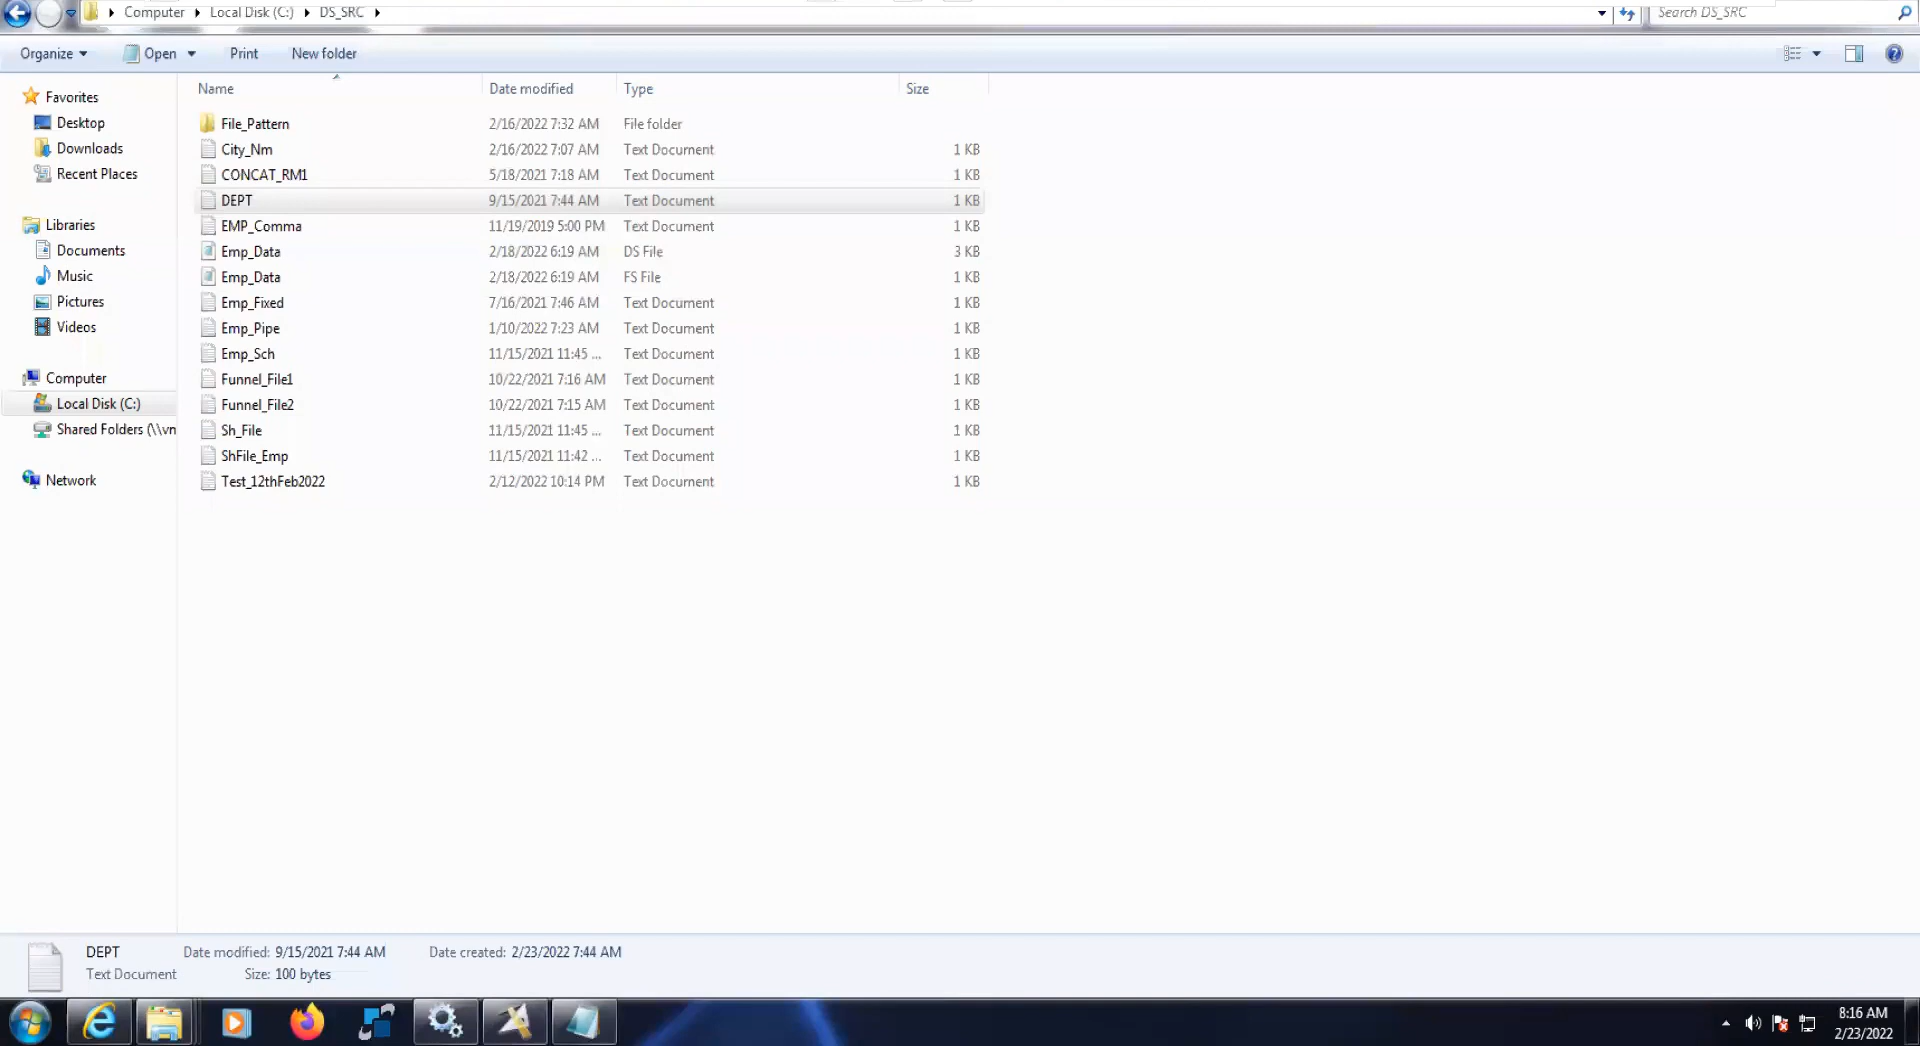 Computer Local Disk (C:) DS_SRC Search DS_SRC
Organize Open Print New folder
Name Date modified Type Size
Favorites
Desktop
Downloads
Recent Places
Libraries
Documents
Music
Pictures
Videos
Computer
Local Disk (C:)
Shared Folders (\\vn
Network
File_Pattern 2/16/2022 7:32 AM File folder
City_Nm 2/16/2022 7:07 AM Text Document 1 KB
CONCAT_RM1 5/18/2021 7:18 AM Text Document 1 KB
DEPT 9/15/2021 7:44 AM Text Document 1 KB
EMP_Comma 11/19/2019 5:00 PM Text Document 1 KB
Emp_Data 2/18/2022 6:19 AM DS File 3 KB
Emp_Data 2/18/2022 6:19 AM FS File 1 KB
Emp_Fixed 7/16/2021 7:46 AM Text Document 1 KB
Emp_Pipe 1/10/2022 7:23 AM Text Document 1 KB
Emp_Sch 11/15/2021 11:45 ... Text Document 1 KB
Funnel_File1 10/22/2021 7:16 AM Text Document 1 KB
Funnel_File2 10/22/2021 7:15 AM Text Document 1 KB
Sh_File 11/15/2021 11:45 ... Text Document 1 KB
ShFile_Emp 11/15/2021 11:42 ... Text Document 1 KB
Test_12thFeb2022 2/12/2022 10:14 PM Text Document 1 KB
DEPT Date modified: 9/15/2021 7:44 AM Date created: 2/23/2022 7:44 AM
Text Document Size: 100 bytes
8:16 AM
2/23/2022